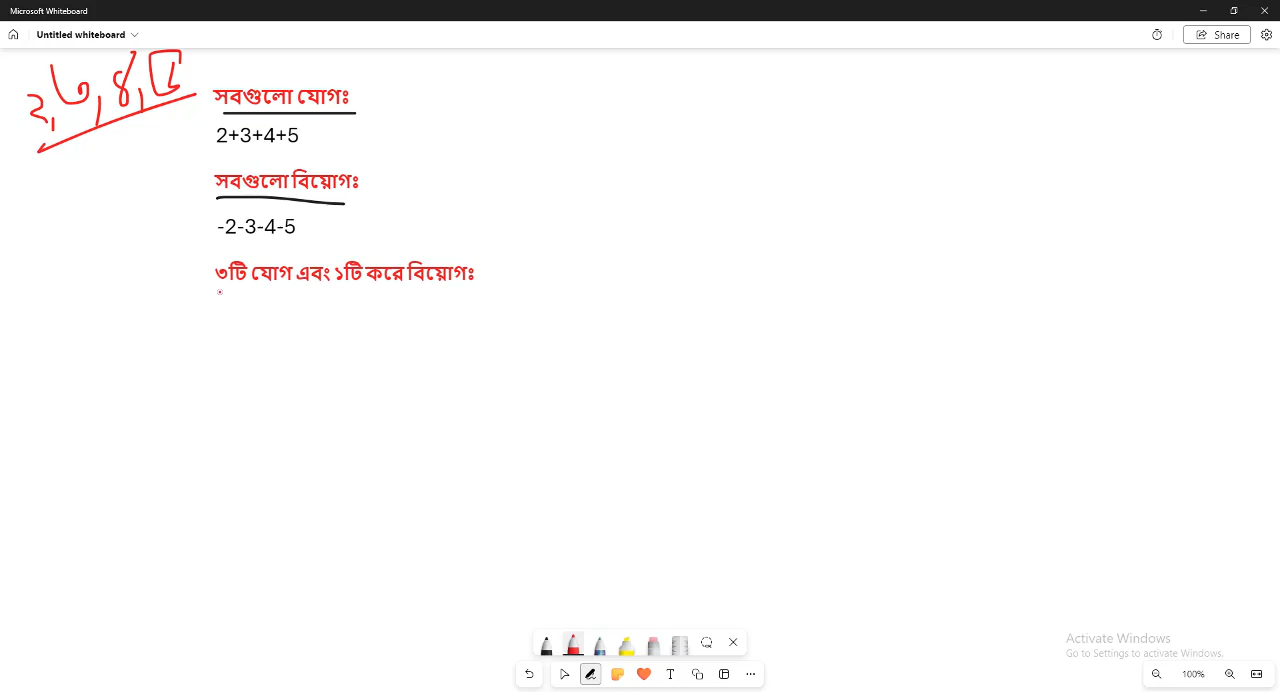 Microsoft Whiteboard
Untitled whiteboard
Share
২, ৩, ৪, ৫
সবগুলো যোগঃ
2+3+4+5
সবগুলো বিয়োগঃ
-2-3-4-5
৩টি যোগ এবং ১টি করে বিয়োগঃ
Activate Windows
Go to Settings to activate Windows.
100%